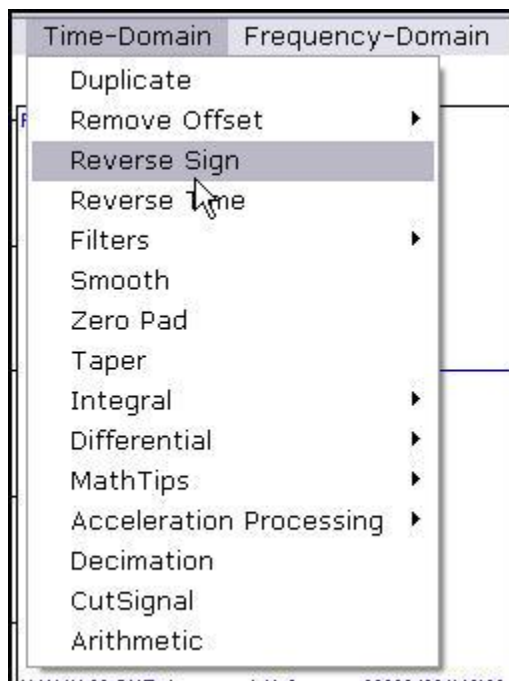 Time-Domain Frequency-Domain
Duplicate
Remove Offset
Reverse Sign
Reverse Time
Filters
Smooth
Zero Pad
Taper
Integral
Differential
MathTips
Acceleration Processing
Decimation
CutSignal
Arithmetic